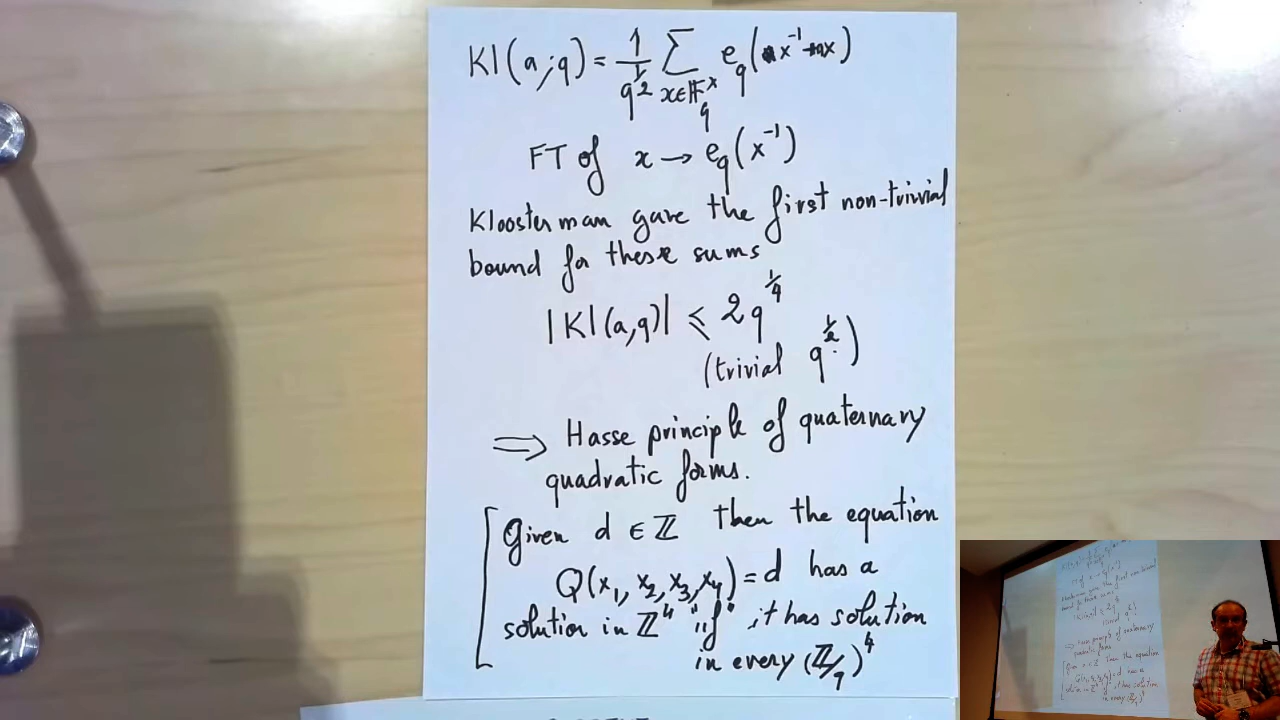 Kl(a;q) = 1/q^{1/2} Σ_{x∈F_q^×} e_q(x^{-1}+ax)
FT of x → e_q(x^{-1})
Kloosterman gave the first non-trivial
bound for these sums
|Kl(a,q)| ⩽ 2q^{1/4}
(trivial q^{1/2})
⟹ Hasse principle of quaternary
quadratic forms.
Given d ∈ ℤ then the equation
Q(x_1, x_2, x_3, x_4) = d has a
solution in ℤ^4 "if" it has solution
in every (ℤ/q)^4